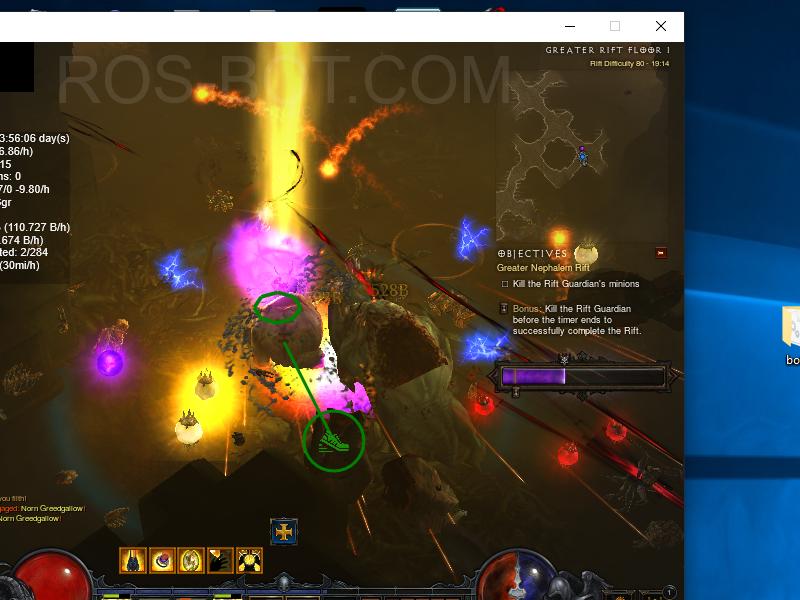 GREATER RIFT FLOOR 1
Rift Difficulty 80 - 19:14
ROS-BOT.COM
3:56:06 day(s)
6.86/h)
15
ns: 0
7/0 -9.80/h
gr
(110.727 B/h)
.674 B/h)
ted: 2/284
(30mi/h)
OBJECTIVES
Greater Nephalem Rift
Kill the Rift Guardian's minions
Bonus: Kill the Rift Guardian
before the timer ends to
successfully complete the Rift.
528B
bo
you filth!
gaged: Norn Greedgallow!
Norn Greedgallow!
1